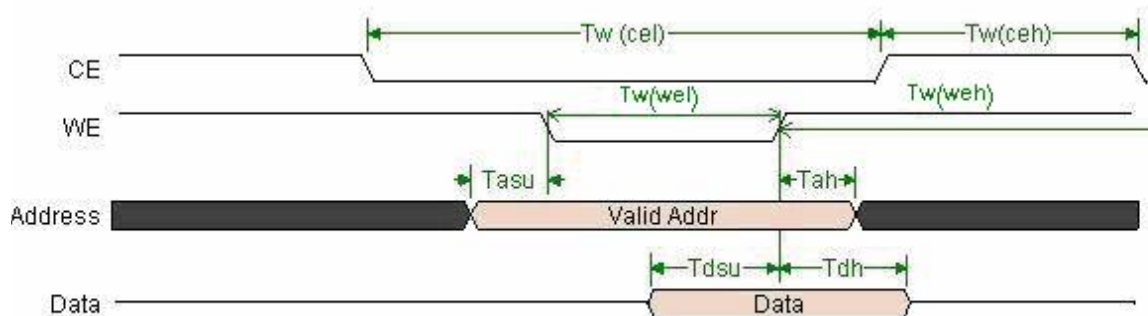 Tw (cel) Tw(ceh)
CE
Tw(wel) Tw(weh)
WE
Tasu Tah
Address Valid Addr
Tdsu Tdh
Data Data